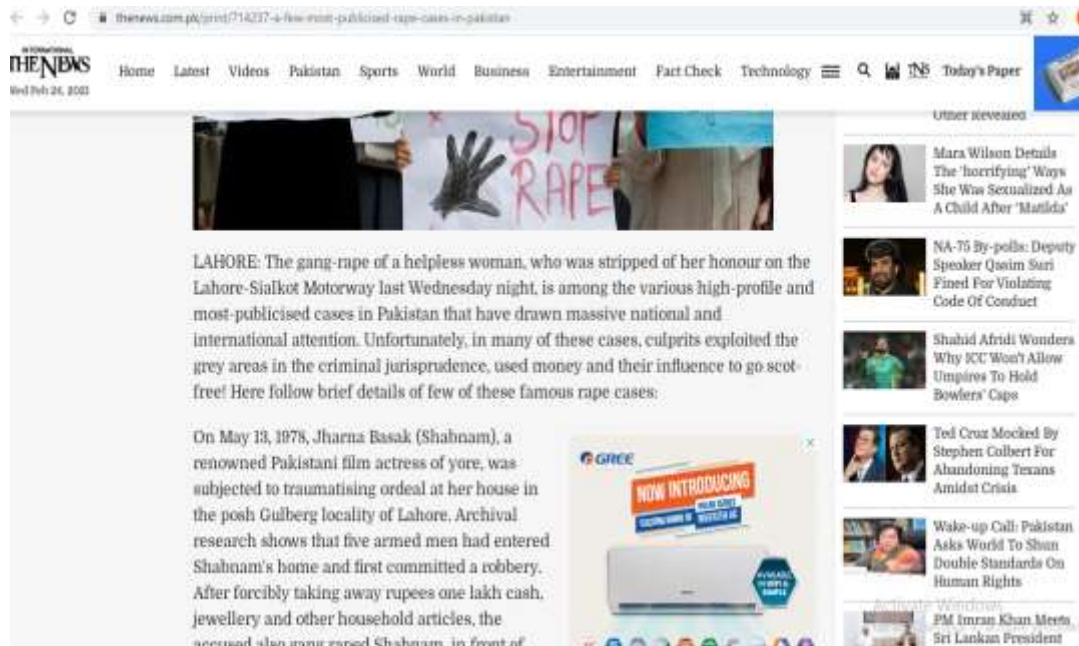 thenews.com.pk/print/714237-a-few-most-publicised-rape-cases-in-pakistan
INTERNATIONAL
THE NEWS
Wed Feb 24, 2021
Home Latest Videos Pakistan Sports World Business Entertainment Fact Check Technology TNS Today's Paper
STOP
RAPE
LAHORE: The gang-rape of a helpless woman, who was stripped of her honour on the
Lahore-Sialkot Motorway last Wednesday night, is among the various high-profile and
most-publicised cases in Pakistan that have drawn massive national and
international attention. Unfortunately, in many of these cases, culprits exploited the
grey areas in the criminal jurisprudence, used money and their influence to go scot-
free! Here follow brief details of few of these famous rape cases:
On May 13, 1978, Jharna Basak (Shabnam), a
renowned Pakistani film actress of yore, was
subjected to traumatising ordeal at her house in
the posh Gulberg locality of Lahore. Archival
research shows that five armed men had entered
Shabnam's home and first committed a robbery.
After forcibly taking away rupees one lakh cash,
jewellery and other household articles, the
accused also gang raped Shabnam, in front of
GREE
NOW INTRODUCING
AVAILABLE
Other Revealed
Mara Wilson Details
The 'horrifying' Ways
She Was Sexualized As
A Child After 'Matilda'
NA-75 By-polls: Deputy
Speaker Qasim Suri
Fined For Violating
Code Of Conduct
Shahid Afridi Wonders
Why ICC Won't Allow
Umpires To Hold
Bowlers' Caps
Ted Cruz Mocked By
Stephen Colbert For
Abandoning Texans
Amidst Crisis
Wake-up Call: Pakistan
Asks World To Shun
Double Standards On
Human Rights
Activate Windows
PM Imran Khan Meets
Sri Lankan President